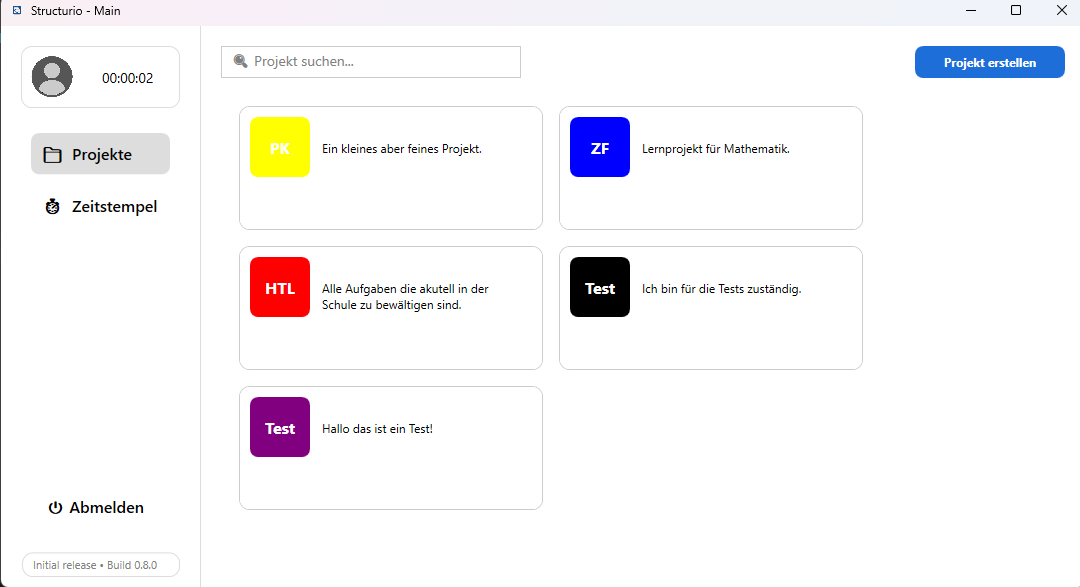 Structurio - Main
00:00:02
Projekte
Zeitstempel
Abmelden
Initial release • Build 0.8.0
Projekt suchen...
Projekt erstellen
PK
Ein kleines aber feines Projekt.
ZF
Lernprojekt für Mathematik.
HTL
Alle Aufgaben die akutell in der
Schule zu bewältigen sind.
Test
Ich bin für die Tests zuständig.
Test
Hallo das ist ein Test!